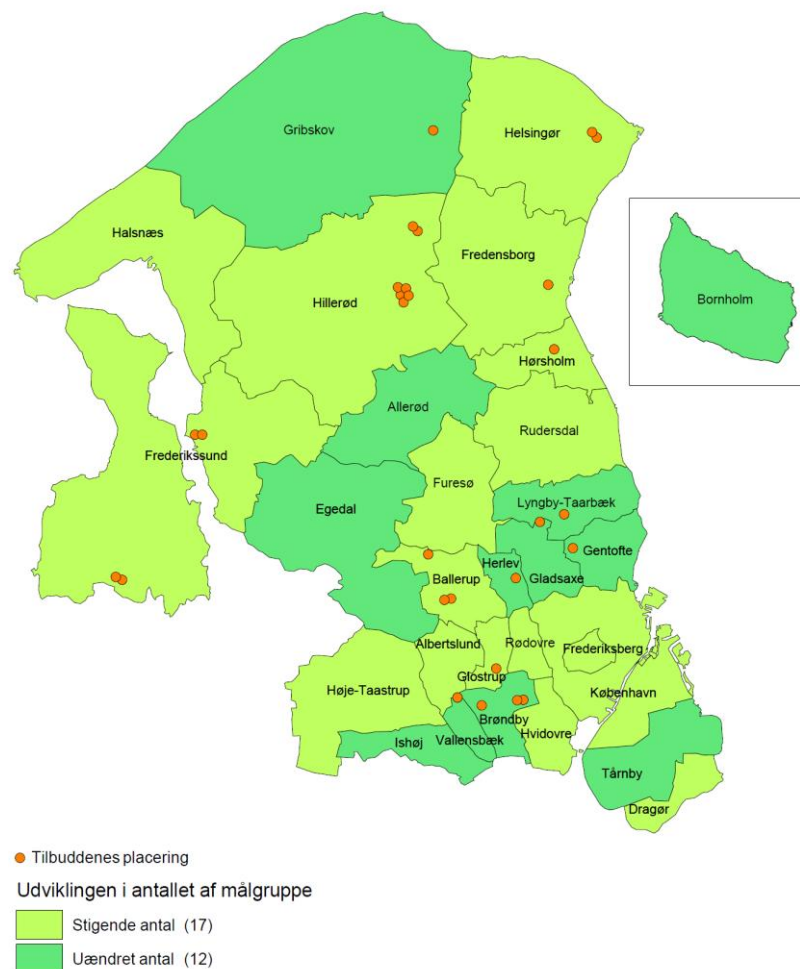 Gribskov
Helsingør
Halsnæs
Fredensborg
Hillerød
Bornholm
Hørsholm
Allerød
Rudersdal
Frederikssund
Furesø
Egedal
Lyngby-Taarbæk
Gentofte
Herlev
Ballerup
Gladsaxe
Albertslund
Rødovre
Frederiksberg
Glostrup
Høje-Taastrup
København
Brøndby
Hvidovre
Ishøj
Vallensbæk
Tårnby
Dragør
Tilbuddenes placering
Udviklingen i antallet af målgruppe
Stigende antal (17)
Uændret antal (12)